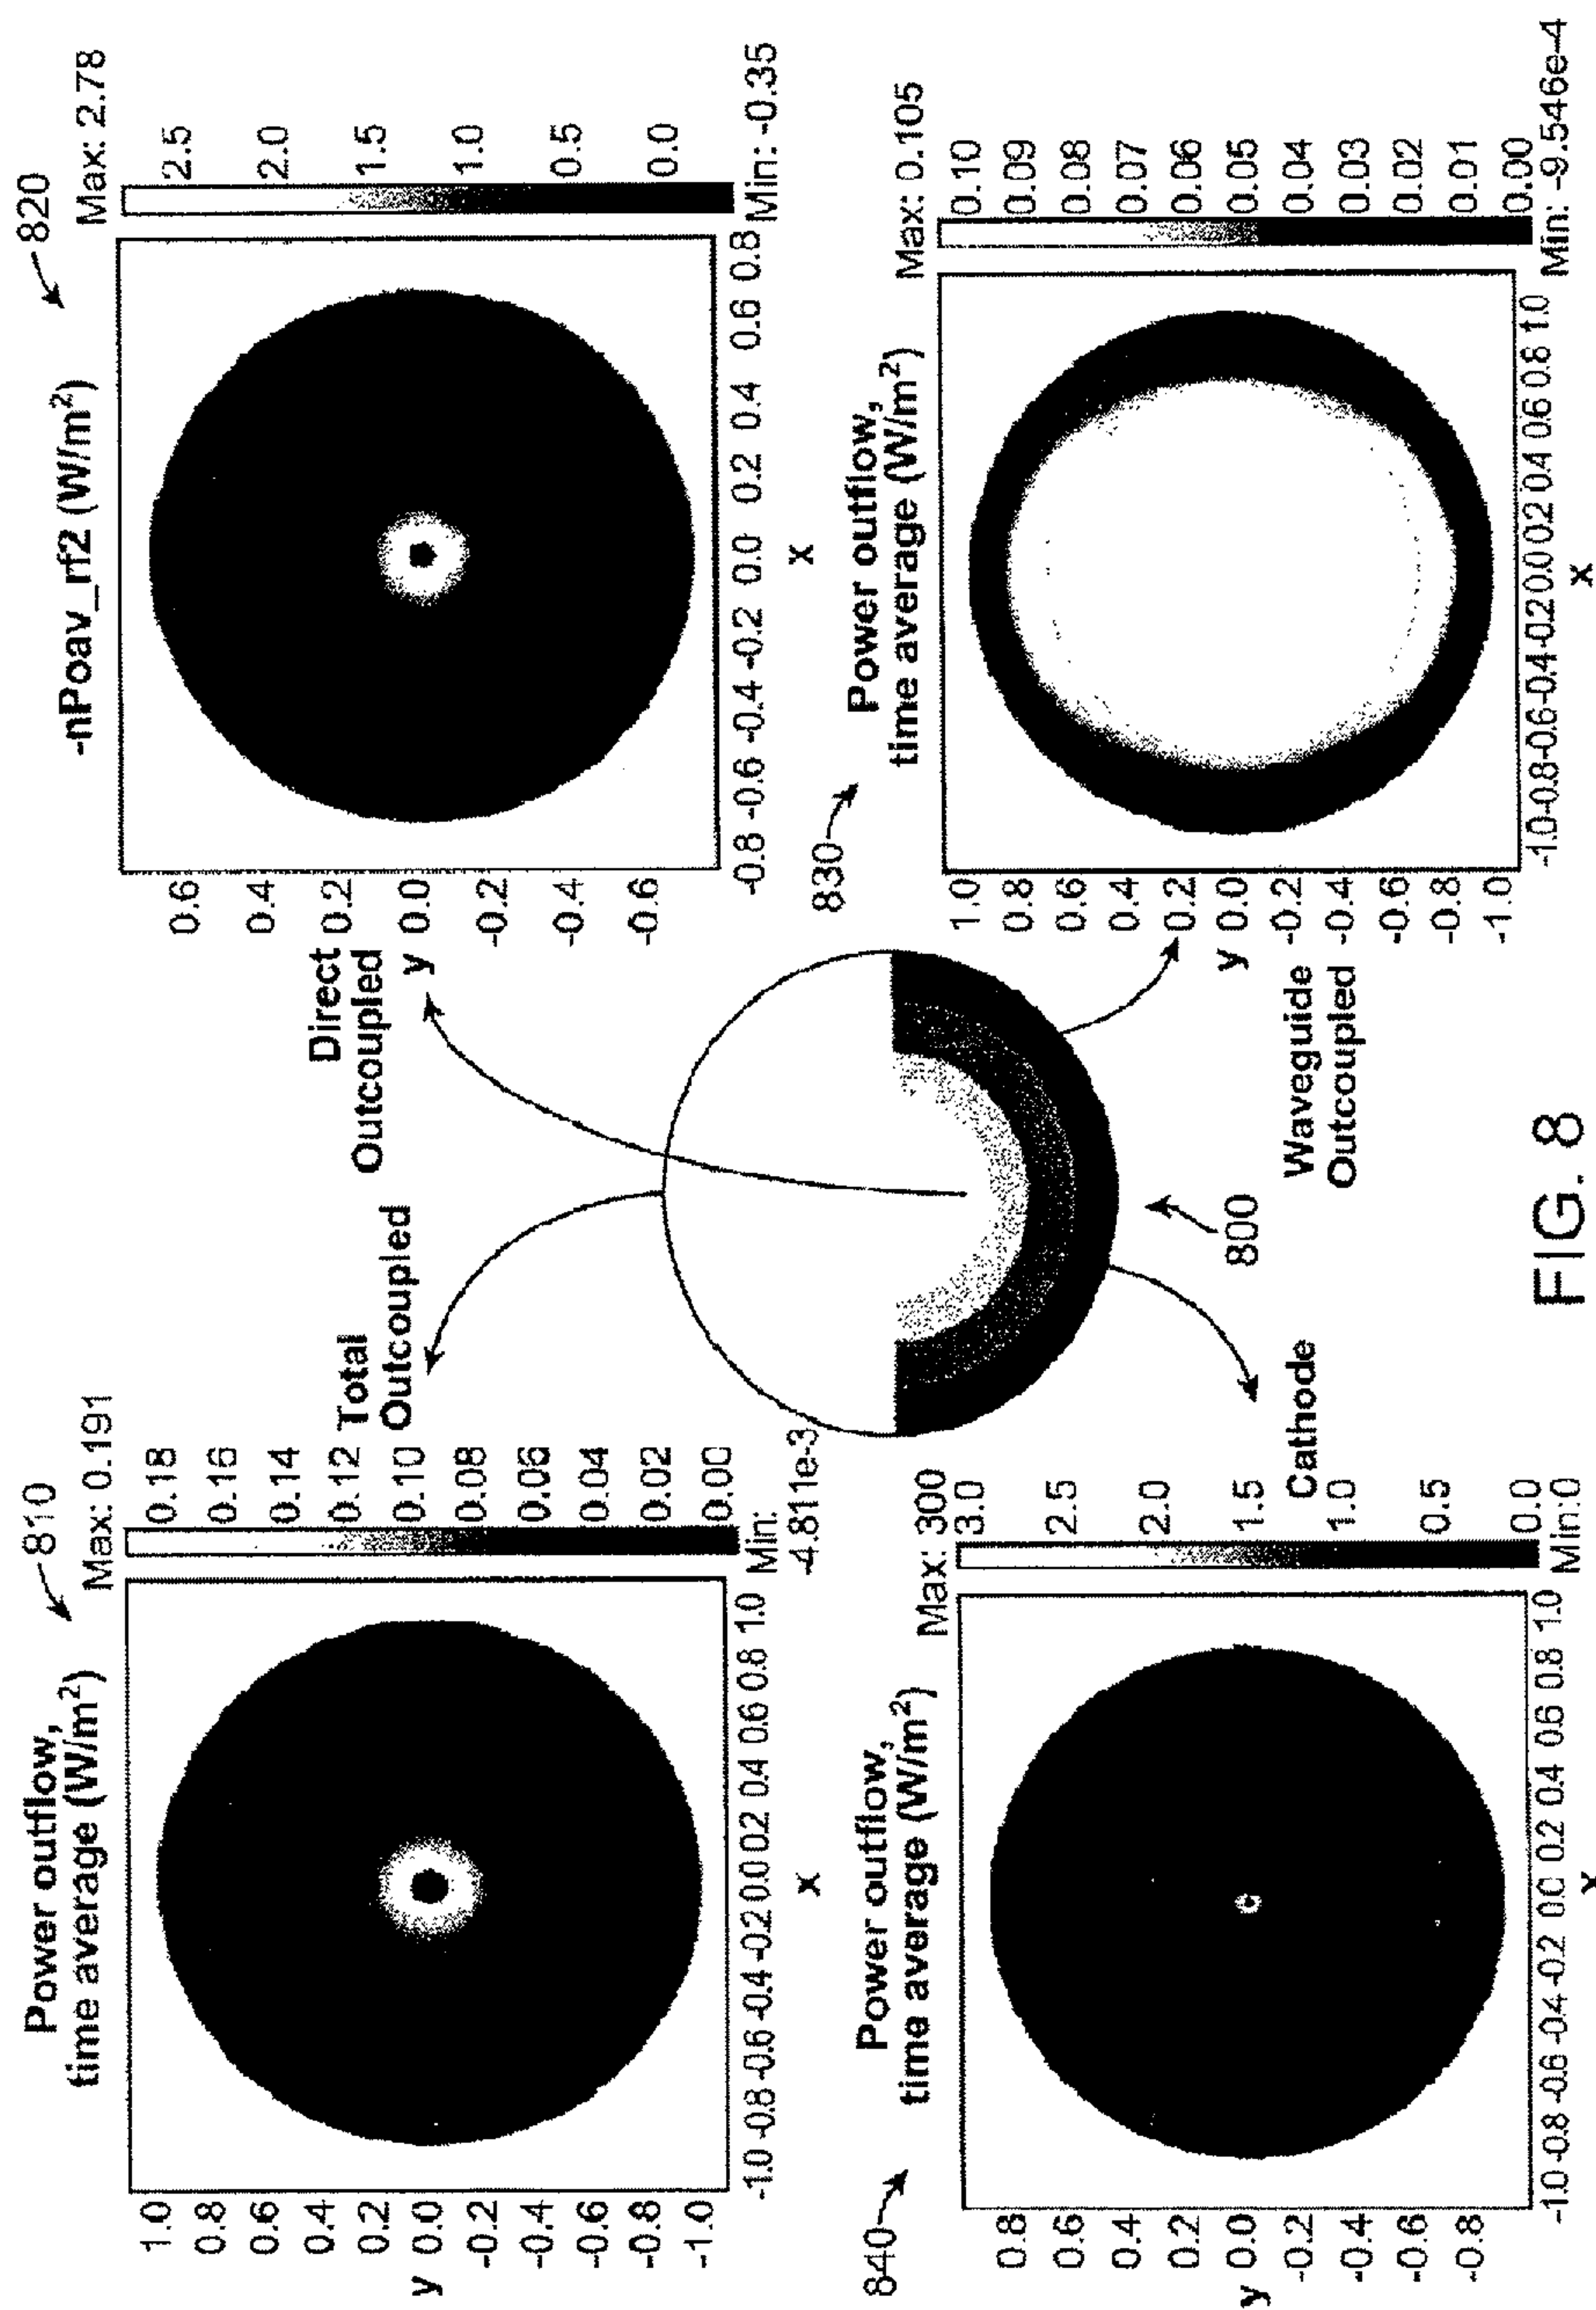 Power outflow,
time average (W/m²)
810
Max: 0.191
1.0
0.8
0.6
0.4
0.2
y 0.0
-0.2
-0.4
-0.6
-0.8
-1.0
-1.0 -0.8 -0.6 -0.4 -0.2 0.0 0.2 0.4 0.6 0.8 1.0
x
0.18
0.16
0.14
0.12
0.10
0.08
0.06
0.04
0.02
0.00
Min:
-4.811e-3
Total
Outcoupled
Direct
Outcoupled
-nPoav_rf2 (W/m²)
820
Max: 2.78
0.6
0.4
0.2
y 0.0
-0.2
-0.4
-0.6
-0.8 -0.6 -0.4 -0.2 0.0 0.2 0.4 0.6 0.8
x
2.5
2.0
1.5
1.0
0.5
0.0
Min: -0.35
840
Power outflow,
time average (W/m²)
Max: 300
0.8
0.6
0.4
0.2
y 0.0
-0.2
-0.4
-0.6
-0.8
-1.0 -0.8 -0.6 -0.4 -0.2 0.0 0.2 0.4 0.6 0.8 1.0
x
3.0
2.5
2.0
1.5
1.0
0.5
0.0
Min:0
Cathode
800
Waveguide
Outcoupled
830
Power outflow,
time average (W/m²)
Max: 0.105
1.0
0.8
0.6
0.4
0.2
y 0.0
-0.2
-0.4
-0.6
-0.8
-1.0
-1.0-0.8-0.6-0.4-0.2 0.0 0.2 0.4 0.6 0.8 1.0
x
0.10
0.09
0.08
0.07
0.06
0.05
0.04
0.03
0.02
0.01
0.00
Min: -9.546e-4
FIG. 8